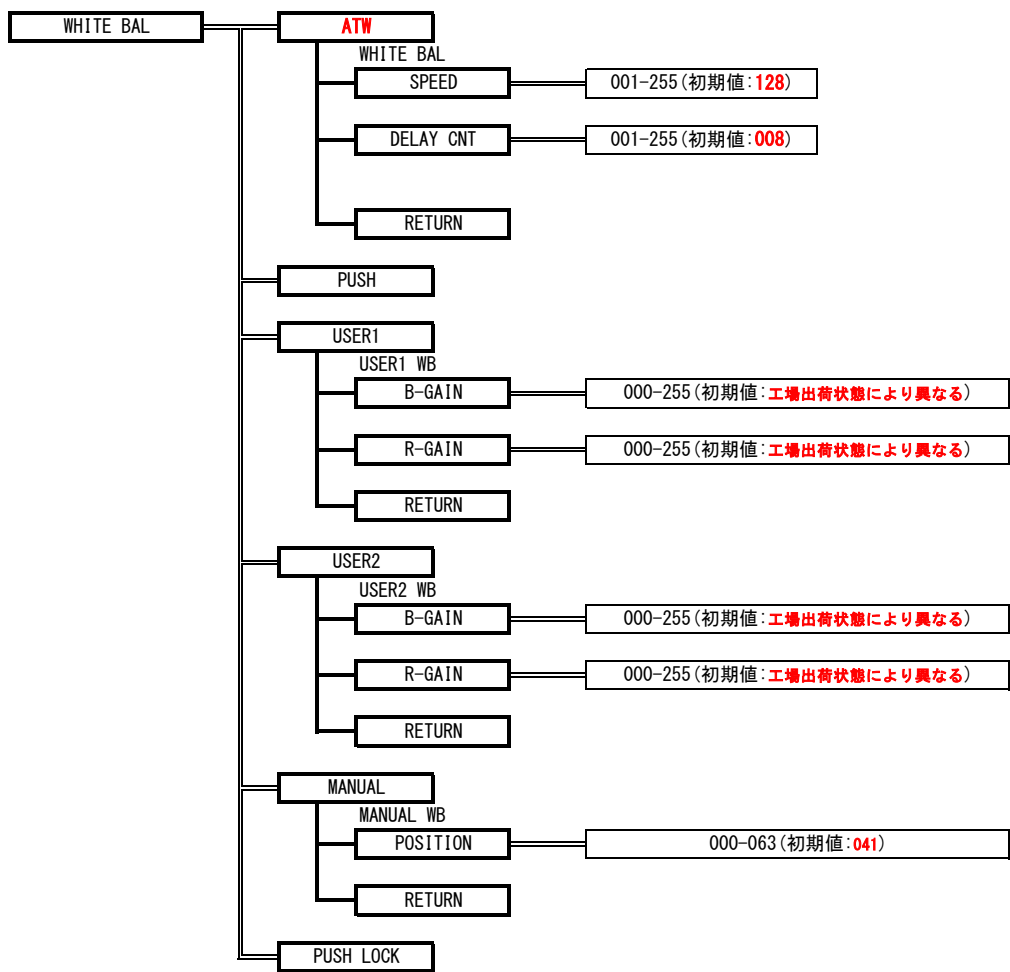 WHITE BAL
ATW
WHITE BAL
SPEED
001-255(初期値:128)
DELAY CNT
001-255(初期値:008)
RETURN
PUSH
USER1
USER1 WB
B-GAIN
000-255(初期値:工場出荷状態により異なる)
R-GAIN
000-255(初期値:工場出荷状態により異なる)
RETURN
USER2
USER2 WB
B-GAIN
000-255(初期値:工場出荷状態により異なる)
R-GAIN
000-255(初期値:工場出荷状態により異なる)
RETURN
MANUAL
MANUAL WB
POSITION
000-063(初期値:041)
RETURN
PUSH LOCK